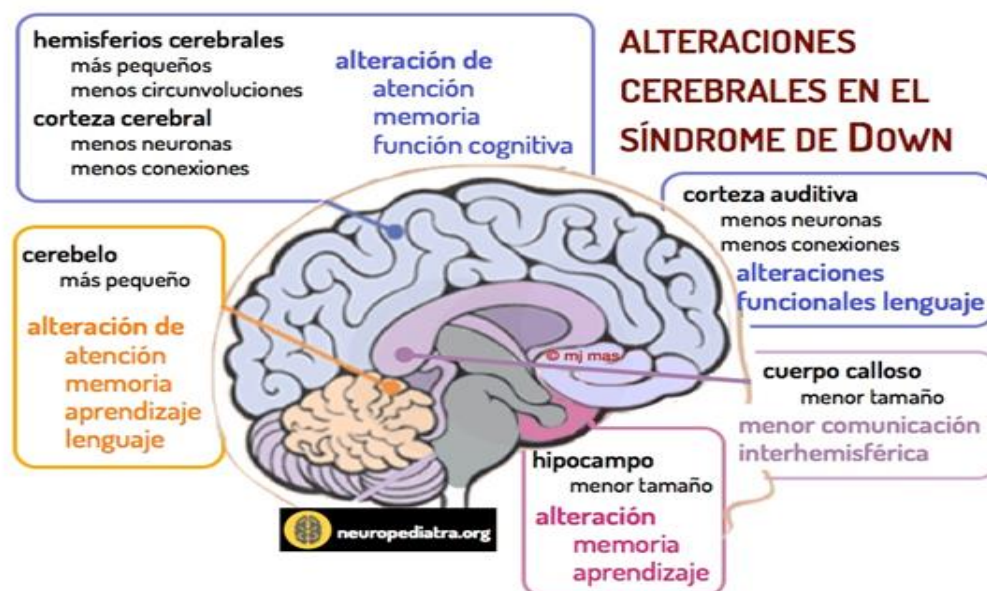 ALTERACIONES
CEREBRALES EN EL
SÍNDROME DE DOWN
hemisferios cerebrales
más pequeños
menos circunvoluciones
corteza cerebral
menos neuronas
menos conexiones
alteración de
atención
memoria
función cognitiva
corteza auditiva
menos neuronas
menos conexiones
alteraciones
funcionales lenguaje
cerebelo
más pequeño
alteración de
atención
memoria
aprendizaje
lenguaje
© mj mas
cuerpo calloso
menor tamaño
menor comunicación
interhemisférica
hipocampo
menor tamaño
alteración
memoria
aprendizaje
neuropediatra.org